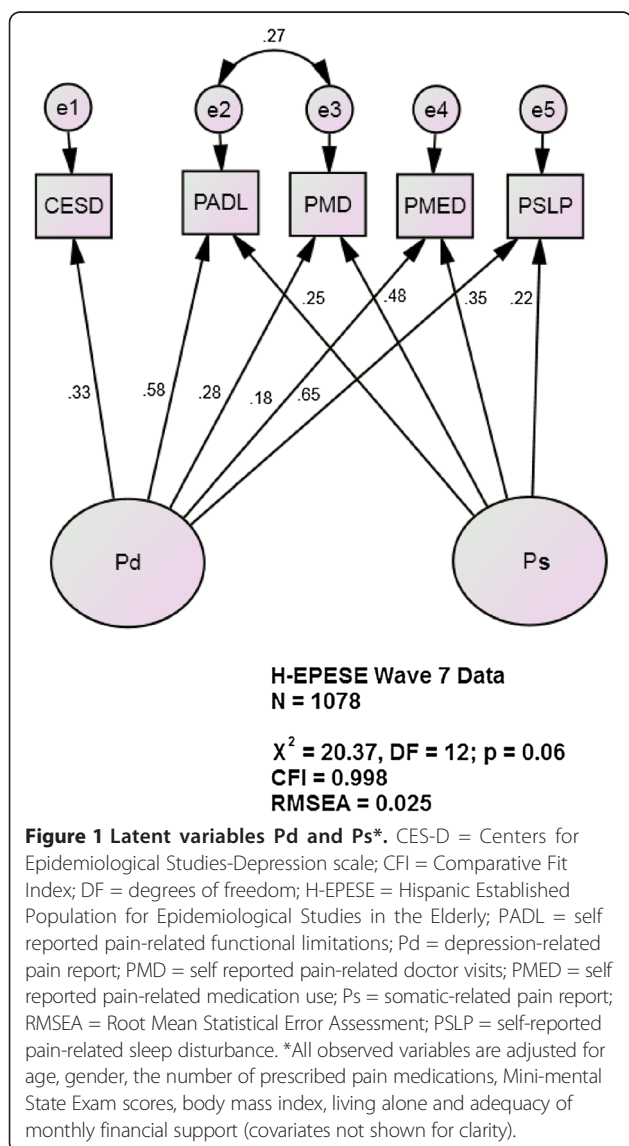 .27
e1 e2 e3 e4 e5
CESD PADL PMD PMED PSLP
.25 .48 .35 .22
.33 .58 .28 .18 .65
Pd Ps
H-EPESE Wave 7 Data
N = 1078
X² = 20.37, DF = 12; p = 0.06
CFI = 0.998
RMSEA = 0.025
Figure 1 Latent variables Pd and Ps*. CES-D = Centers for
Epidemiological Studies-Depression scale; CFI = Comparative Fit
Index; DF = degrees of freedom; H-EPESE = Hispanic Established
Population for Epidemiological Studies in the Elderly; PADL = self
reported pain-related functional limitations; Pd = depression-related
pain report; PMD = self reported pain-related doctor visits; PMED = self
reported pain-related medication use; Ps = somatic-related pain report;
RMSEA = Root Mean Statistical Error Assessment; PSLP = self-reported
pain-related sleep disturbance. *All observed variables are adjusted for
age, gender, the number of prescribed pain medications, Mini-mental
State Exam scores, body mass index, living alone and adequacy of
monthly financial support (covariates not shown for clarity).